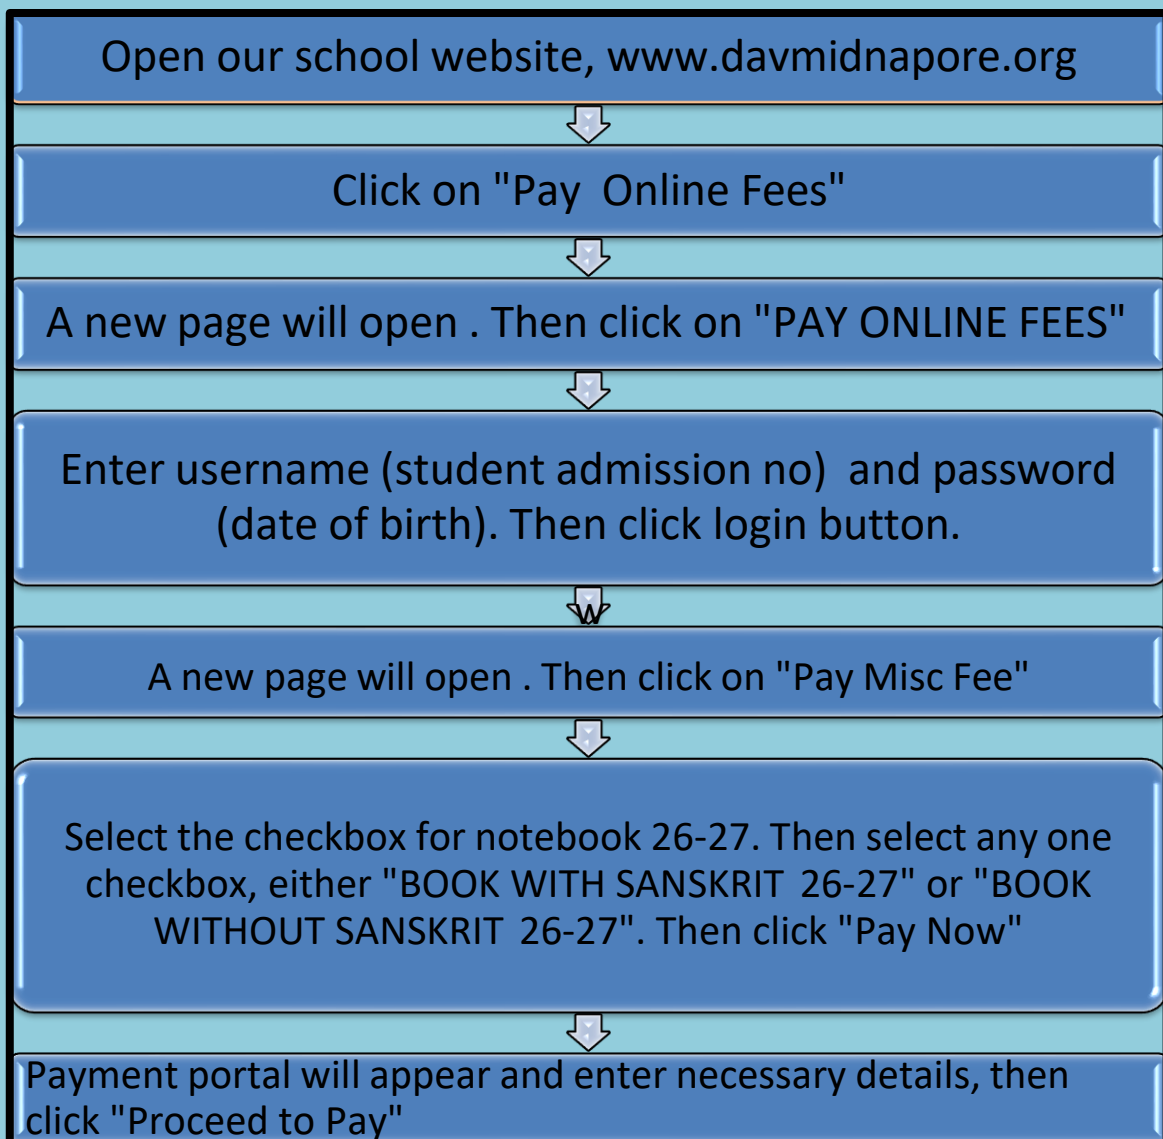 Open our school website, www.davmidnapore.org
Click on "Pay  Online Fees"
A new page will open . Then click on "PAY ONLINE FEES"
Enter username (student admission no)  and password
(date of birth). Then click login button.
w
A new page will open . Then click on "Pay Misc Fee"
Select the checkbox for notebook 26-27. Then select any one
checkbox, either "BOOK WITH SANSKRIT 26-27" or "BOOK
WITHOUT SANSKRIT 26-27". Then click "Pay Now"
Payment portal will appear and enter necessary details, then
click "Proceed to Pay"